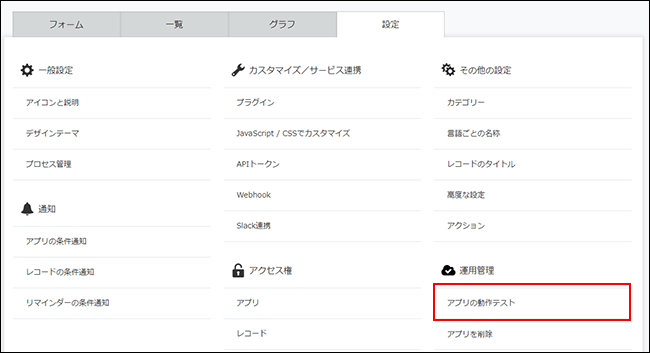 フォーム
一覧
グラフ
設定
一般設定
アイコンと説明
デザインテーマ
プロセス管理
通知
アプリの条件通知
レコードの条件通知
リマインダーの条件通知
カスタマイズ／サービス連携
プラグイン
JavaScript / CSSでカスタマイズ
APIトークン
Webhook
Slack連携
アクセス権
アプリ
レコード
その他の設定
カテゴリー
言語ごとの名称
レコードのタイトル
高度な設定
アクション
運用管理
アプリの動作テスト
アプリを削除